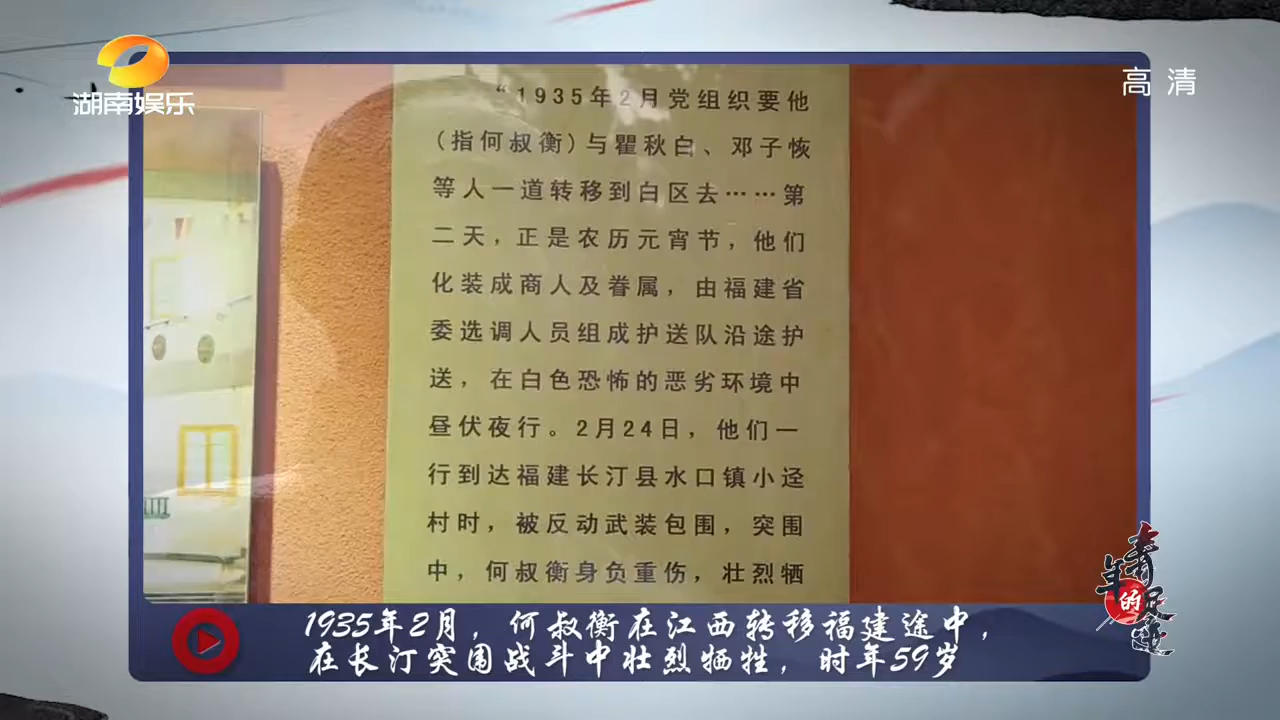 湖南娱乐
高清
“1935年2月党组织要他
(指何叔衡)与瞿秋白、邓子恢
等人一道转移到白区去……第
二天，正是农历元宵节，他们
化装成商人及眷属，由福建省
委选调人员组成护送队沿途护
送，在白色恐怖的恶劣环境中
昼伏夜行。2月24日，他们一
行到达福建长汀县水口镇小迳
村时，被反动武装包围，突围
中，何叔衡身负重伤，壮烈牺
青年的足迹
1935年2月，何叔衡在江西转移福建途中，
在长汀突围战斗中壮烈牺牲，时年59岁